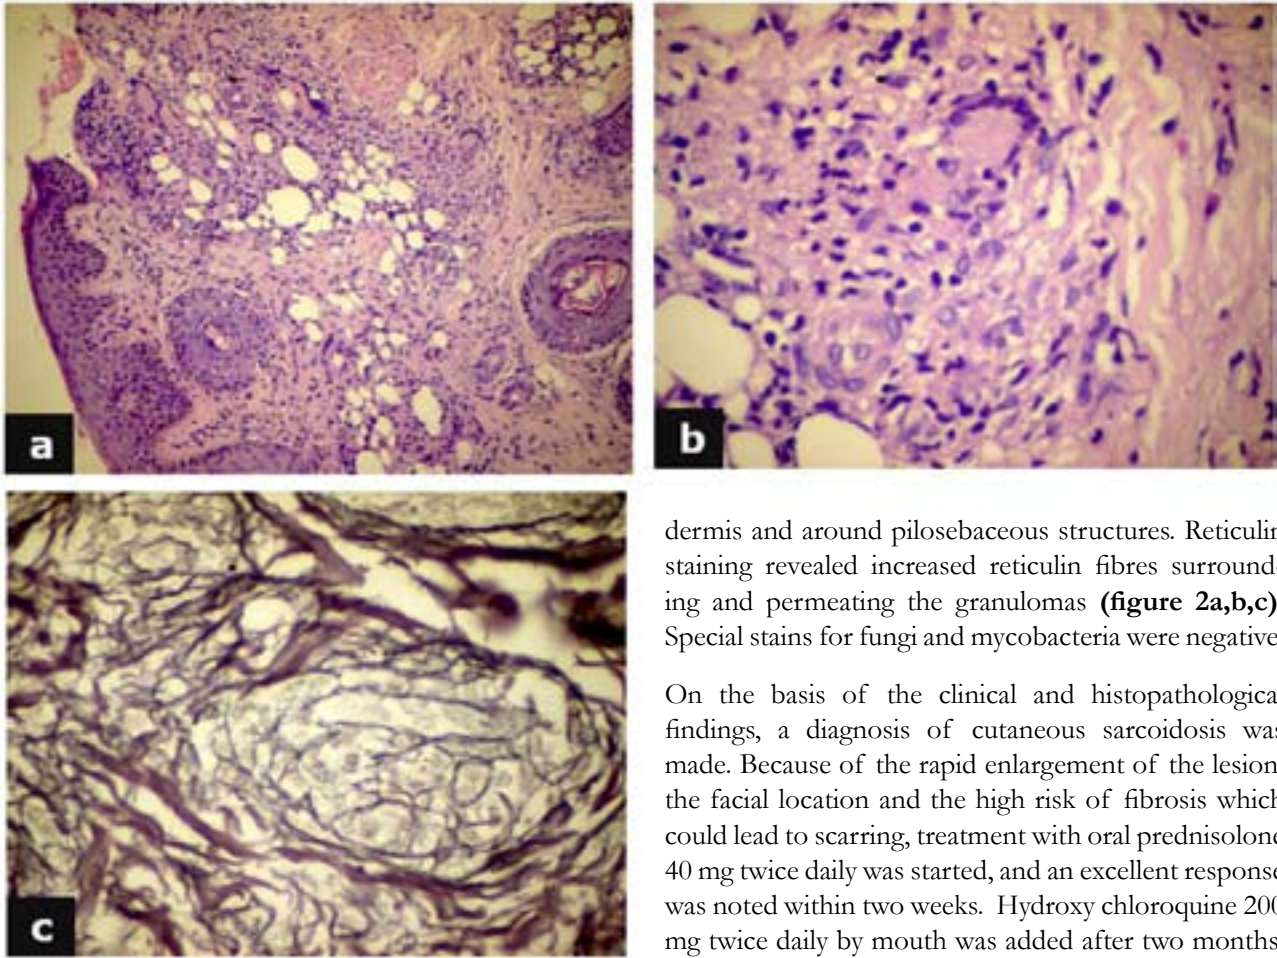 a
b
c
dermis and around pilosebaceous structures. Reticulin
staining revealed increased reticulin fibres surround
ing and permeating the granulomas (figure 2a,b,c)
Special stains for fungi and mycobacteria were negative
On the basis of the clinical and histopathologica
findings, a diagnosis of cutaneous sarcoidosis was
made. Because of the rapid enlargement of the lesion
the facial location and the high risk of fibrosis which
could lead to scarring, treatment with oral prednisolone
40 mg twice daily was started, and an excellent response
was noted within two weeks. Hydroxy chloroquine 200
mg twice daily by mouth was added after two months